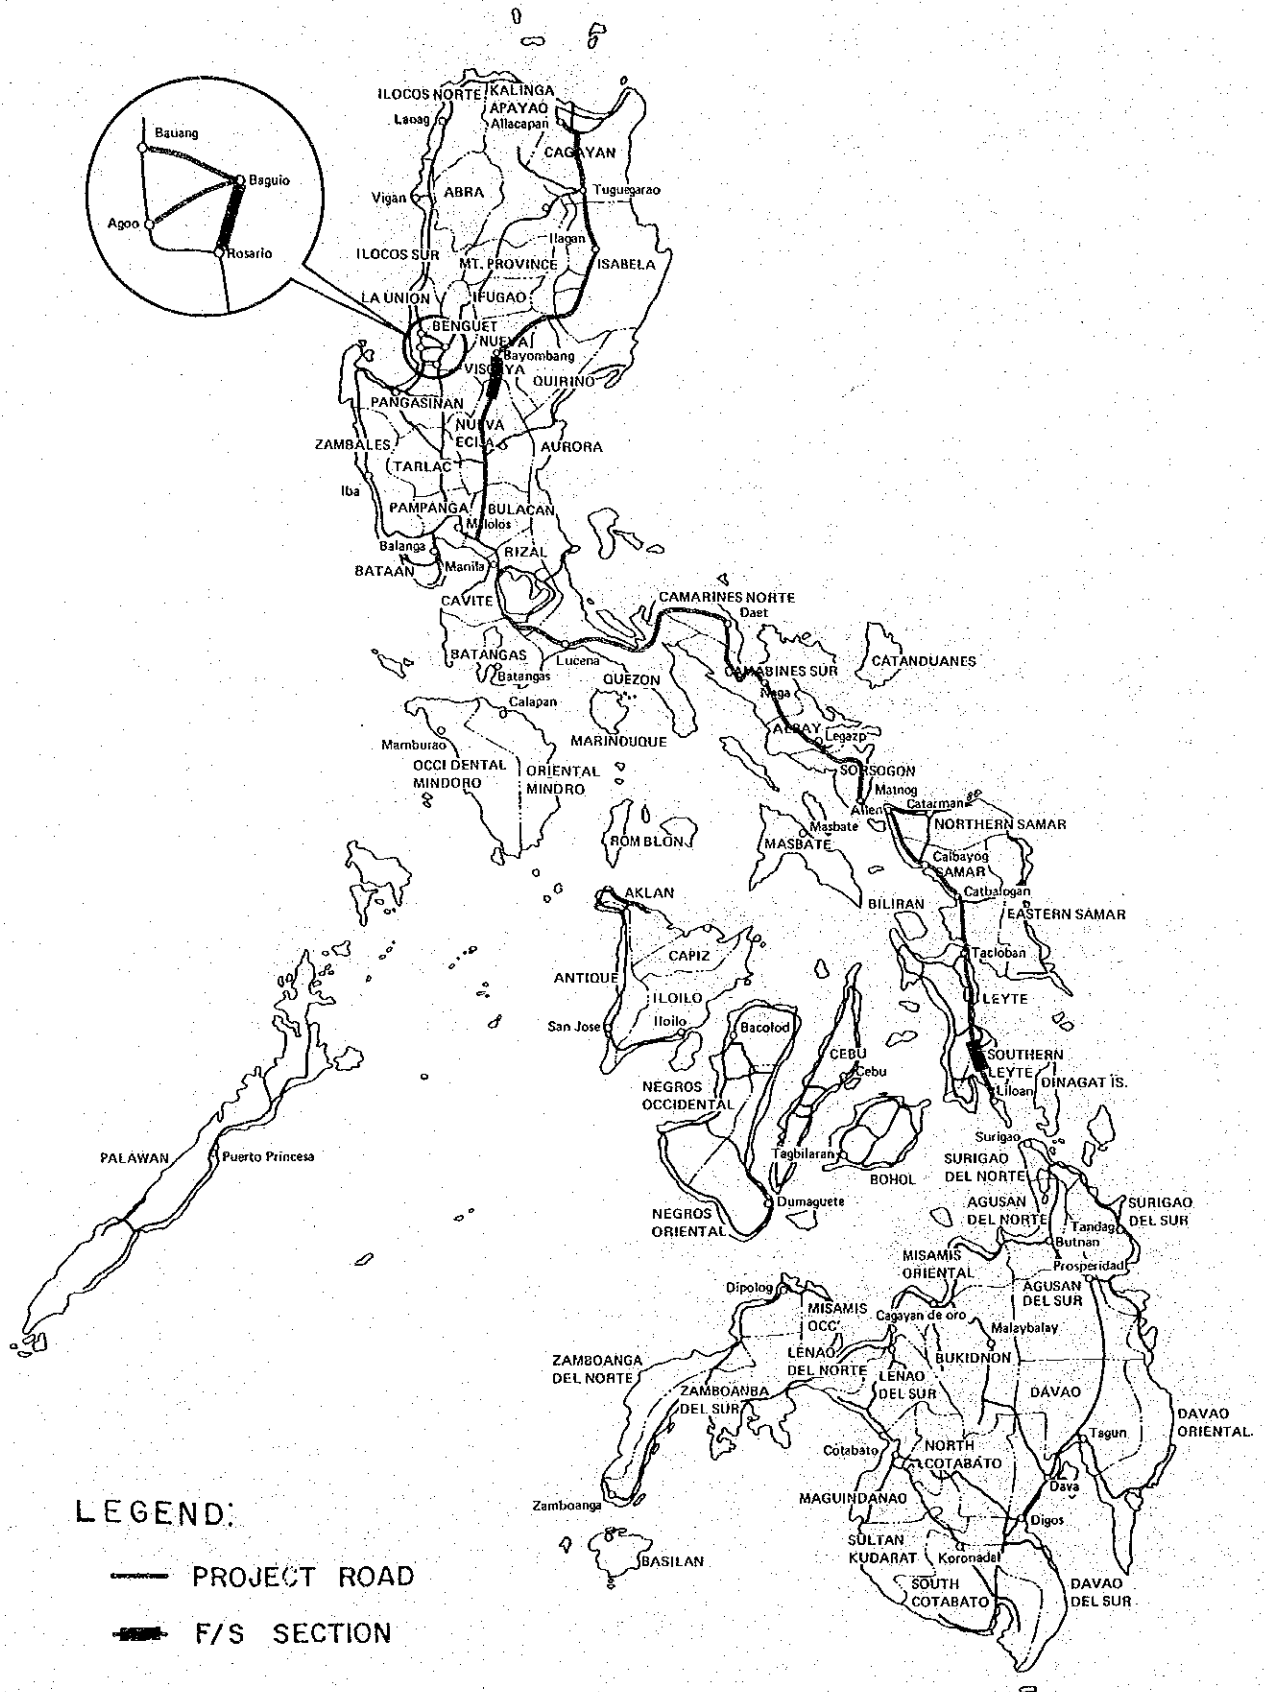 ILOCOS NORTE
KALINGA
APAYAO
Laoag
Allacapan
CAGAYAN
Bauang
Baguio
Agoo
Rosario
Vigan
ABRA
Tuguegarao
Ilagan
ILOCOS SUR
MT. PROVINCE
ISABELA
LA UNION
IFUGAO
BENGUET
NUEVA
Bayombang
VISCAYA
QUIRINO
PANGASINAN
NUEVA
ECIJA
ZAMBALES
AURORA
TARLAC
Iba
PAMPANGA
BULACAN
Malolos
Balanga
RIZAL
BATAAN
Manila
CAVITE
CAMARINES NORTE
Daet
BATANGAS
Batangas
Lucena
QUEZON
CAMABINES SUR
CATANDUANES
Naga
Calapan
ALBAY
Legazp
Mamburao
MARINDUQUE
OCCIDENTAL
MINDORO
ORIENTAL
MINDRO
SORSOGON
Matnog
Allen
Catarman
NORTHERN SAMAR
ROMBLON
Masbate
MASBATE
Calbayog
SAMAR
AKLAN
BILIRAN
Catbalogan
EASTERN SAMAR
CAPIZ
Tacloban
ANTIQUE
ILOILO
LEYTE
San Jose
Iloilo
Bacolod
CEBU
Cebu
SOUTHERN
LEYTE
NEGROS
OCCIDENTAL
DINAGAT IS.
Liloan
Surigao
PALAWAN
Puerto Princesa
Tagbilaran
BOHOL
SURIGAO
DEL NORTE
NEGROS
ORIENTAL
Dumaguete
AGUSAN
DEL NORTE
SURIGAO
DEL SUR
Tandag
Butnan
MISAMIS
ORIENTAL
Prosperidad
AGUSAN
DEL SUR
Dipolog
MISAMIS
OCC
Cagayan de oro
Malaybalay
ZAMBOANGA
DEL NORTE
LENAO
DEL NORTE
BUKIDNON
ZAMBOANBA
DEL SUR
LENAO
DEL SUR
DAVAO
DAVAO
ORIENTAL
Cotabato
NORTH
COTABATO
Tagun
Zamboanga
MAGUINDANAO
Dava
Digos
SULTAN
KUDARAT
Koronadel
BASILAN
SOUTH
COTABATO
DAVAO
DEL SUR
LEGEND:
PROJECT ROAD
F/S SECTION